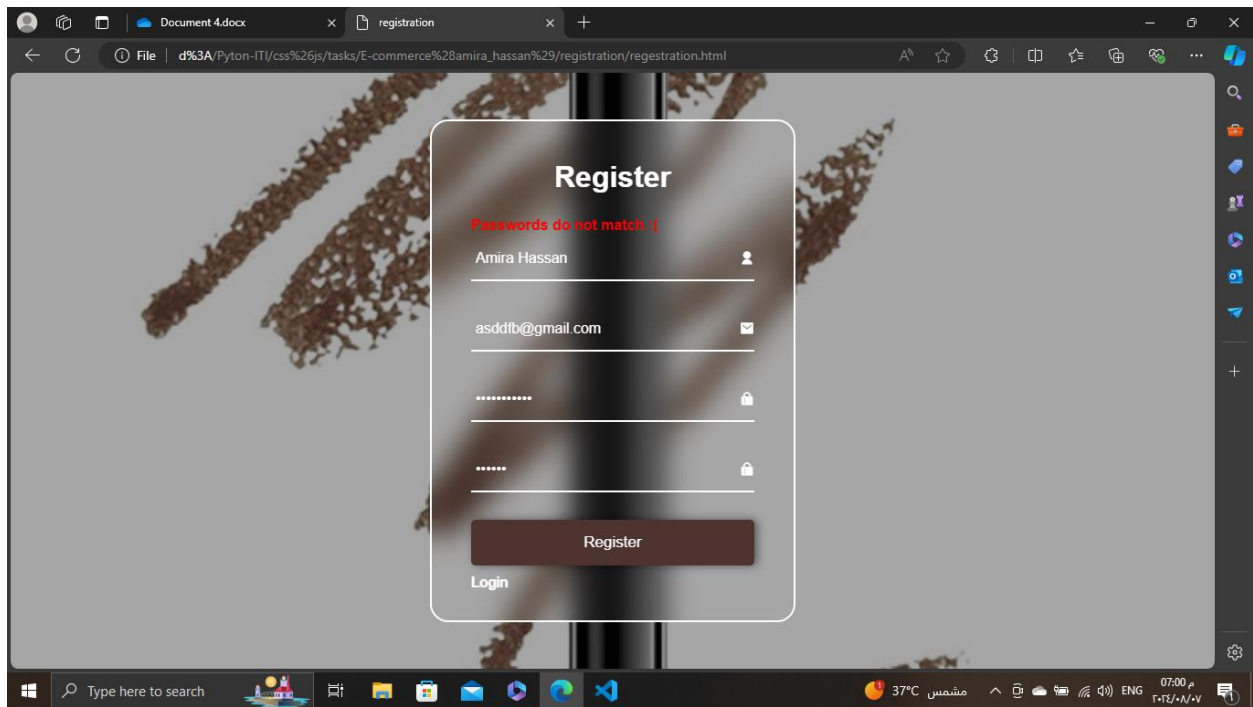 Document 4.docx
registration
File
d%3A/Pyton-ITI/css%26js/tasks/E-commerce%28amira_hassan%29/registration/regestration.html
Register
Passwords do not match :(
Amira Hassan
asddfb@gmail.com
•••••••••••
••••••
Register
Login
Type here to search
1
37°C مشمس
ENG
07:00 م
٢٠٢٤/٠٨/٠٧
1